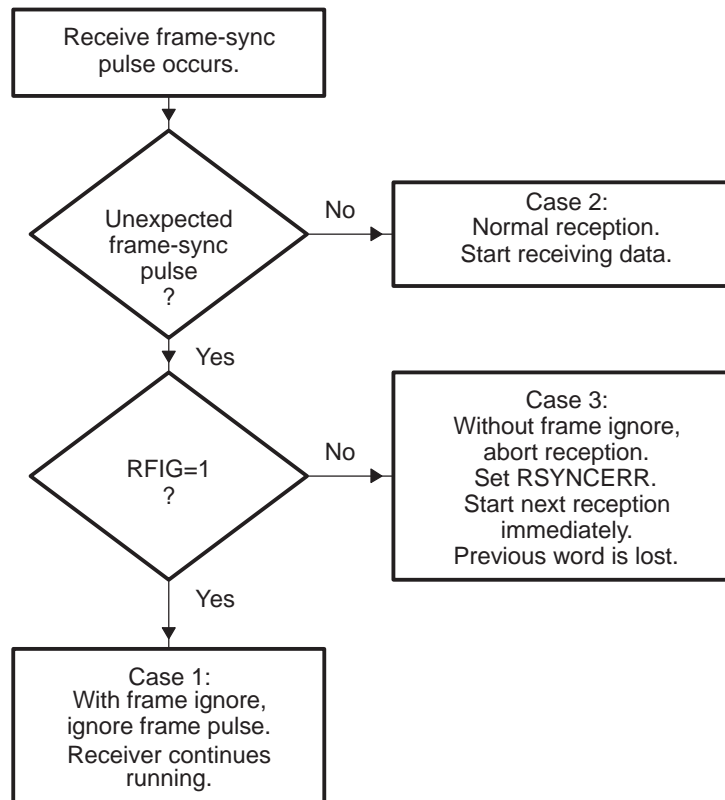 Receive frame-sync
pulse occurs.
Unexpected
frame-sync
pulse
?
No
Case 2:
Normal reception.
Start receiving data.
Yes
RFIG=1
?
No
Case 3:
Without frame ignore,
abort reception.
Set RSYNCERR.
Start next reception
immediately.
Previous word is lost.
Yes
Case 1:
With frame ignore,
ignore frame pulse.
Receiver continues
running.